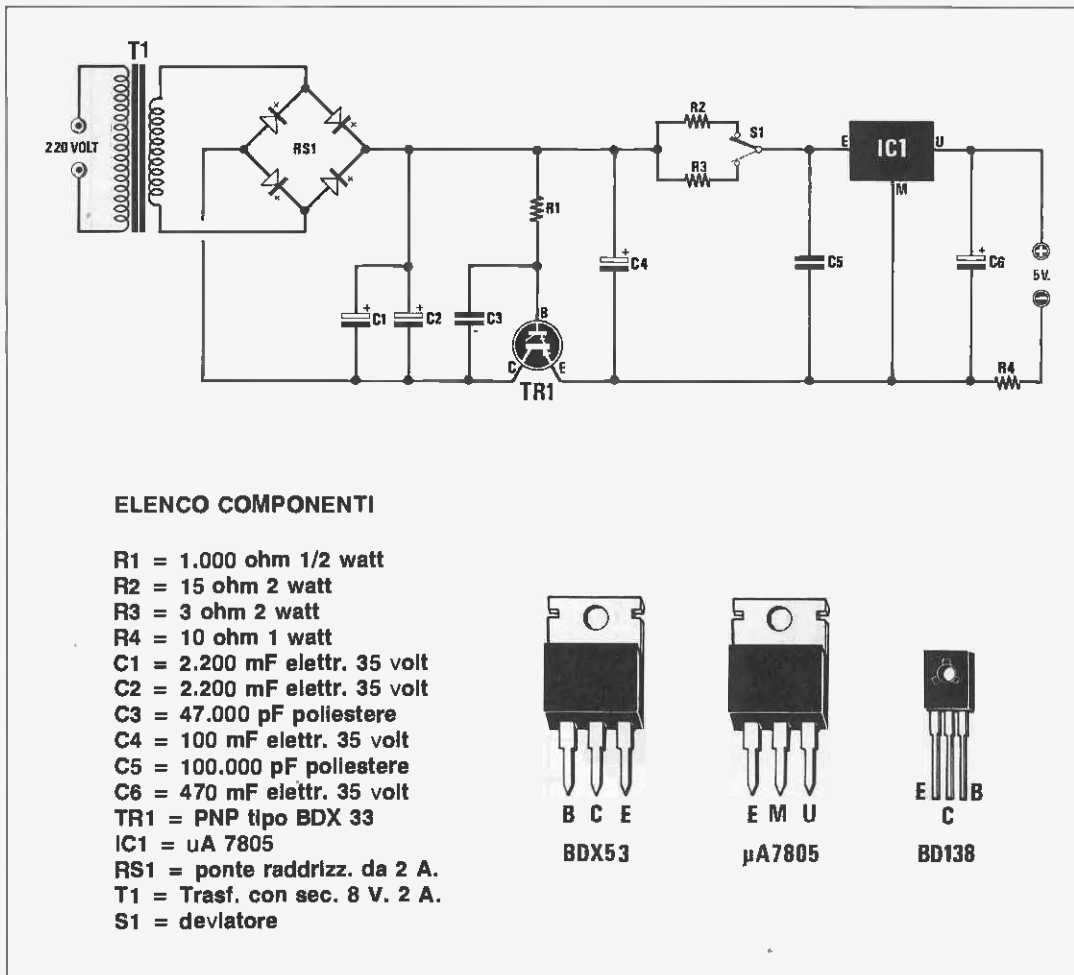 T1
220 VOLT
RS1
C1
C2
C3
R1
B
C
E
TR1
C4
R2
R3
S1
C5
E
IC1
U
M
C6
5V.
R4
ELENCO COMPONENTI
R1 = 1.000 ohm 1/2 watt
R2 = 15 ohm 2 watt
R3 = 3 ohm 2 watt
R4 = 10 ohm 1 watt
C1 = 2.200 mF elettr. 35 volt
C2 = 2.200 mF elettr. 35 volt
C3 = 47.000 pF poliestere
C4 = 100 mF elettr. 35 volt
C5 = 100.000 pF poliestere
C6 = 470 mF elettr. 35 volt
TR1 = PNP tipo BDX 33
IC1 = uA 7805
RS1 = ponte raddrizz. da 2 A.
T1 = Trasf. con sec. 8 V. 2 A.
S1 = deviatore
B C E
BDX53
E M U
µA7805
E C B
BD138